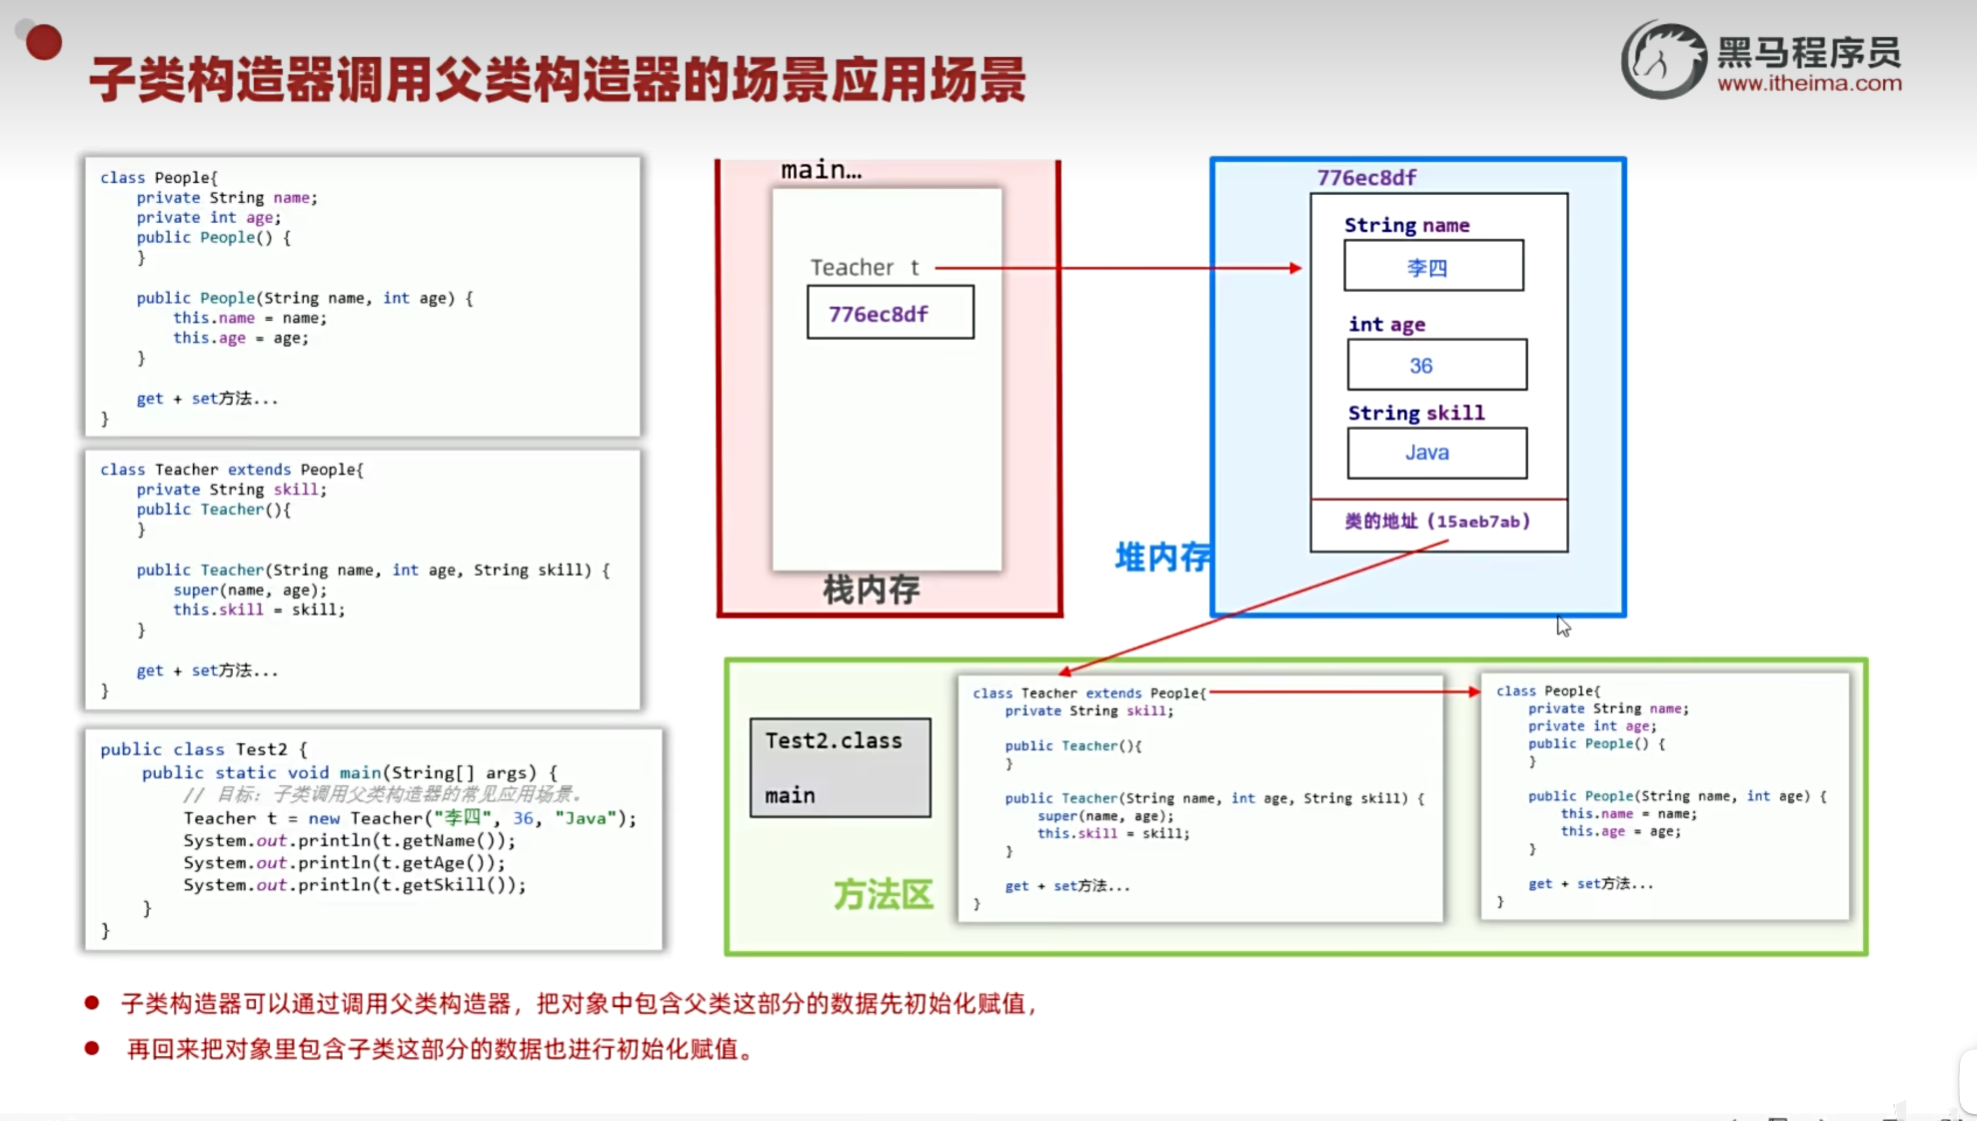 子类构造器调用父类构造器的场景应用场景
黑马程序员
www.itheima.com
class People{
private String name;
private int age;
public People() {
}
public People(String name, int age) {
this.name = name;
this.age = age;
}
get + set方法...
}
class Teacher extends People{
private String skill;
public Teacher(){
}
public Teacher(String name, int age, String skill) {
super(name, age);
this.skill = skill;
}
get + set方法...
}
public class Test2 {
public static void main(String[] args) {
// 目标：子类调用父类构造器的常见应用场景。
Teacher t = new Teacher("李四", 36, "Java");
System.out.println(t.getName());
System.out.println(t.getAge());
System.out.println(t.getSkill());
}
}
main…
Teacher t
776ec8df
栈内存
776ec8df
String name
李四
int age
36
String skill
Java
类的地址（15aeb7ab）
堆内存
Test2.class
main
方法区
class Teacher extends People{
private String skill;
public Teacher(){
}
public Teacher(String name, int age, String skill) {
super(name, age);
this.skill = skill;
}
get + set方法...
}
class People{
private String name;
private int age;
public People() {
}
public People(String name, int age) {
this.name = name;
this.age = age;
}
get + set方法...
}
子类构造器可以通过调用父类构造器，把对象中包含父类这部分的数据先初始化赋值，
再回来把对象里包含子类这部分的数据也进行初始化赋值。